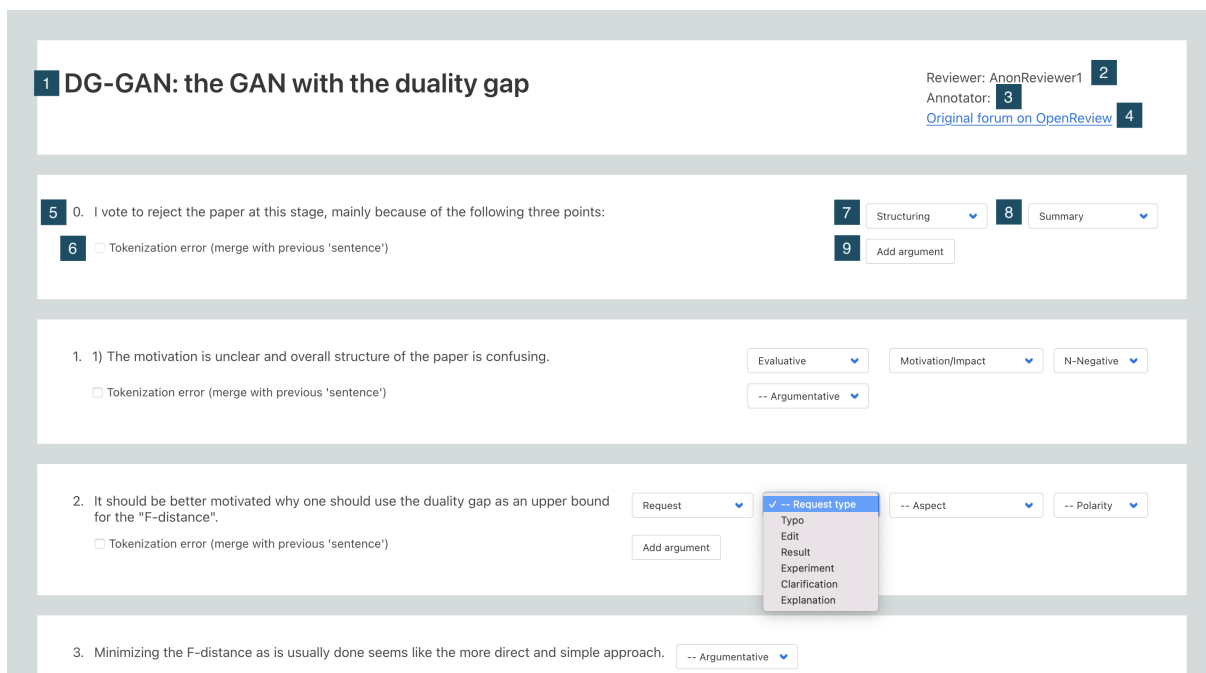 1 DG-GAN: the GAN with the duality gap
Reviewer: AnonReviewer1 2
Annotator: 3
Original forum on OpenReview 4
5 0. I vote to reject the paper at this stage, mainly because of the following three points:
7 Structuring 8 Summary
6 Tokenization error (merge with previous 'sentence')
9 Add argument
1. 1) The motivation is unclear and overall structure of the paper is confusing.
Evaluative Motivation/Impact N-Negative
Tokenization error (merge with previous 'sentence')
-- Argumentative
2. It should be better motivated why one should use the duality gap as an upper bound
for the "F-distance".
Request ✓ -- Request type -- Aspect -- Polarity
Typo
Edit
Result
Experiment
Clarification
Explanation
Tokenization error (merge with previous 'sentence')
Add argument
3. Minimizing the F-distance as is usually done seems like the more direct and simple approach.
-- Argumentative